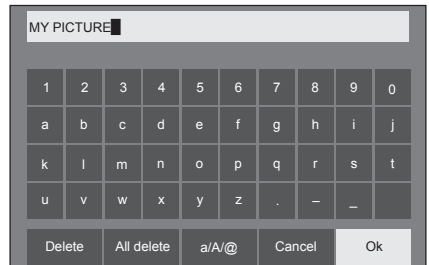 MY PICTURE
1 2 3 4 5 6 7 8 9 0
a b c d e f g h i j
k l m n o p q r s t
u v w x y z . – _
Delete All delete a/A/@ Cancel Ok